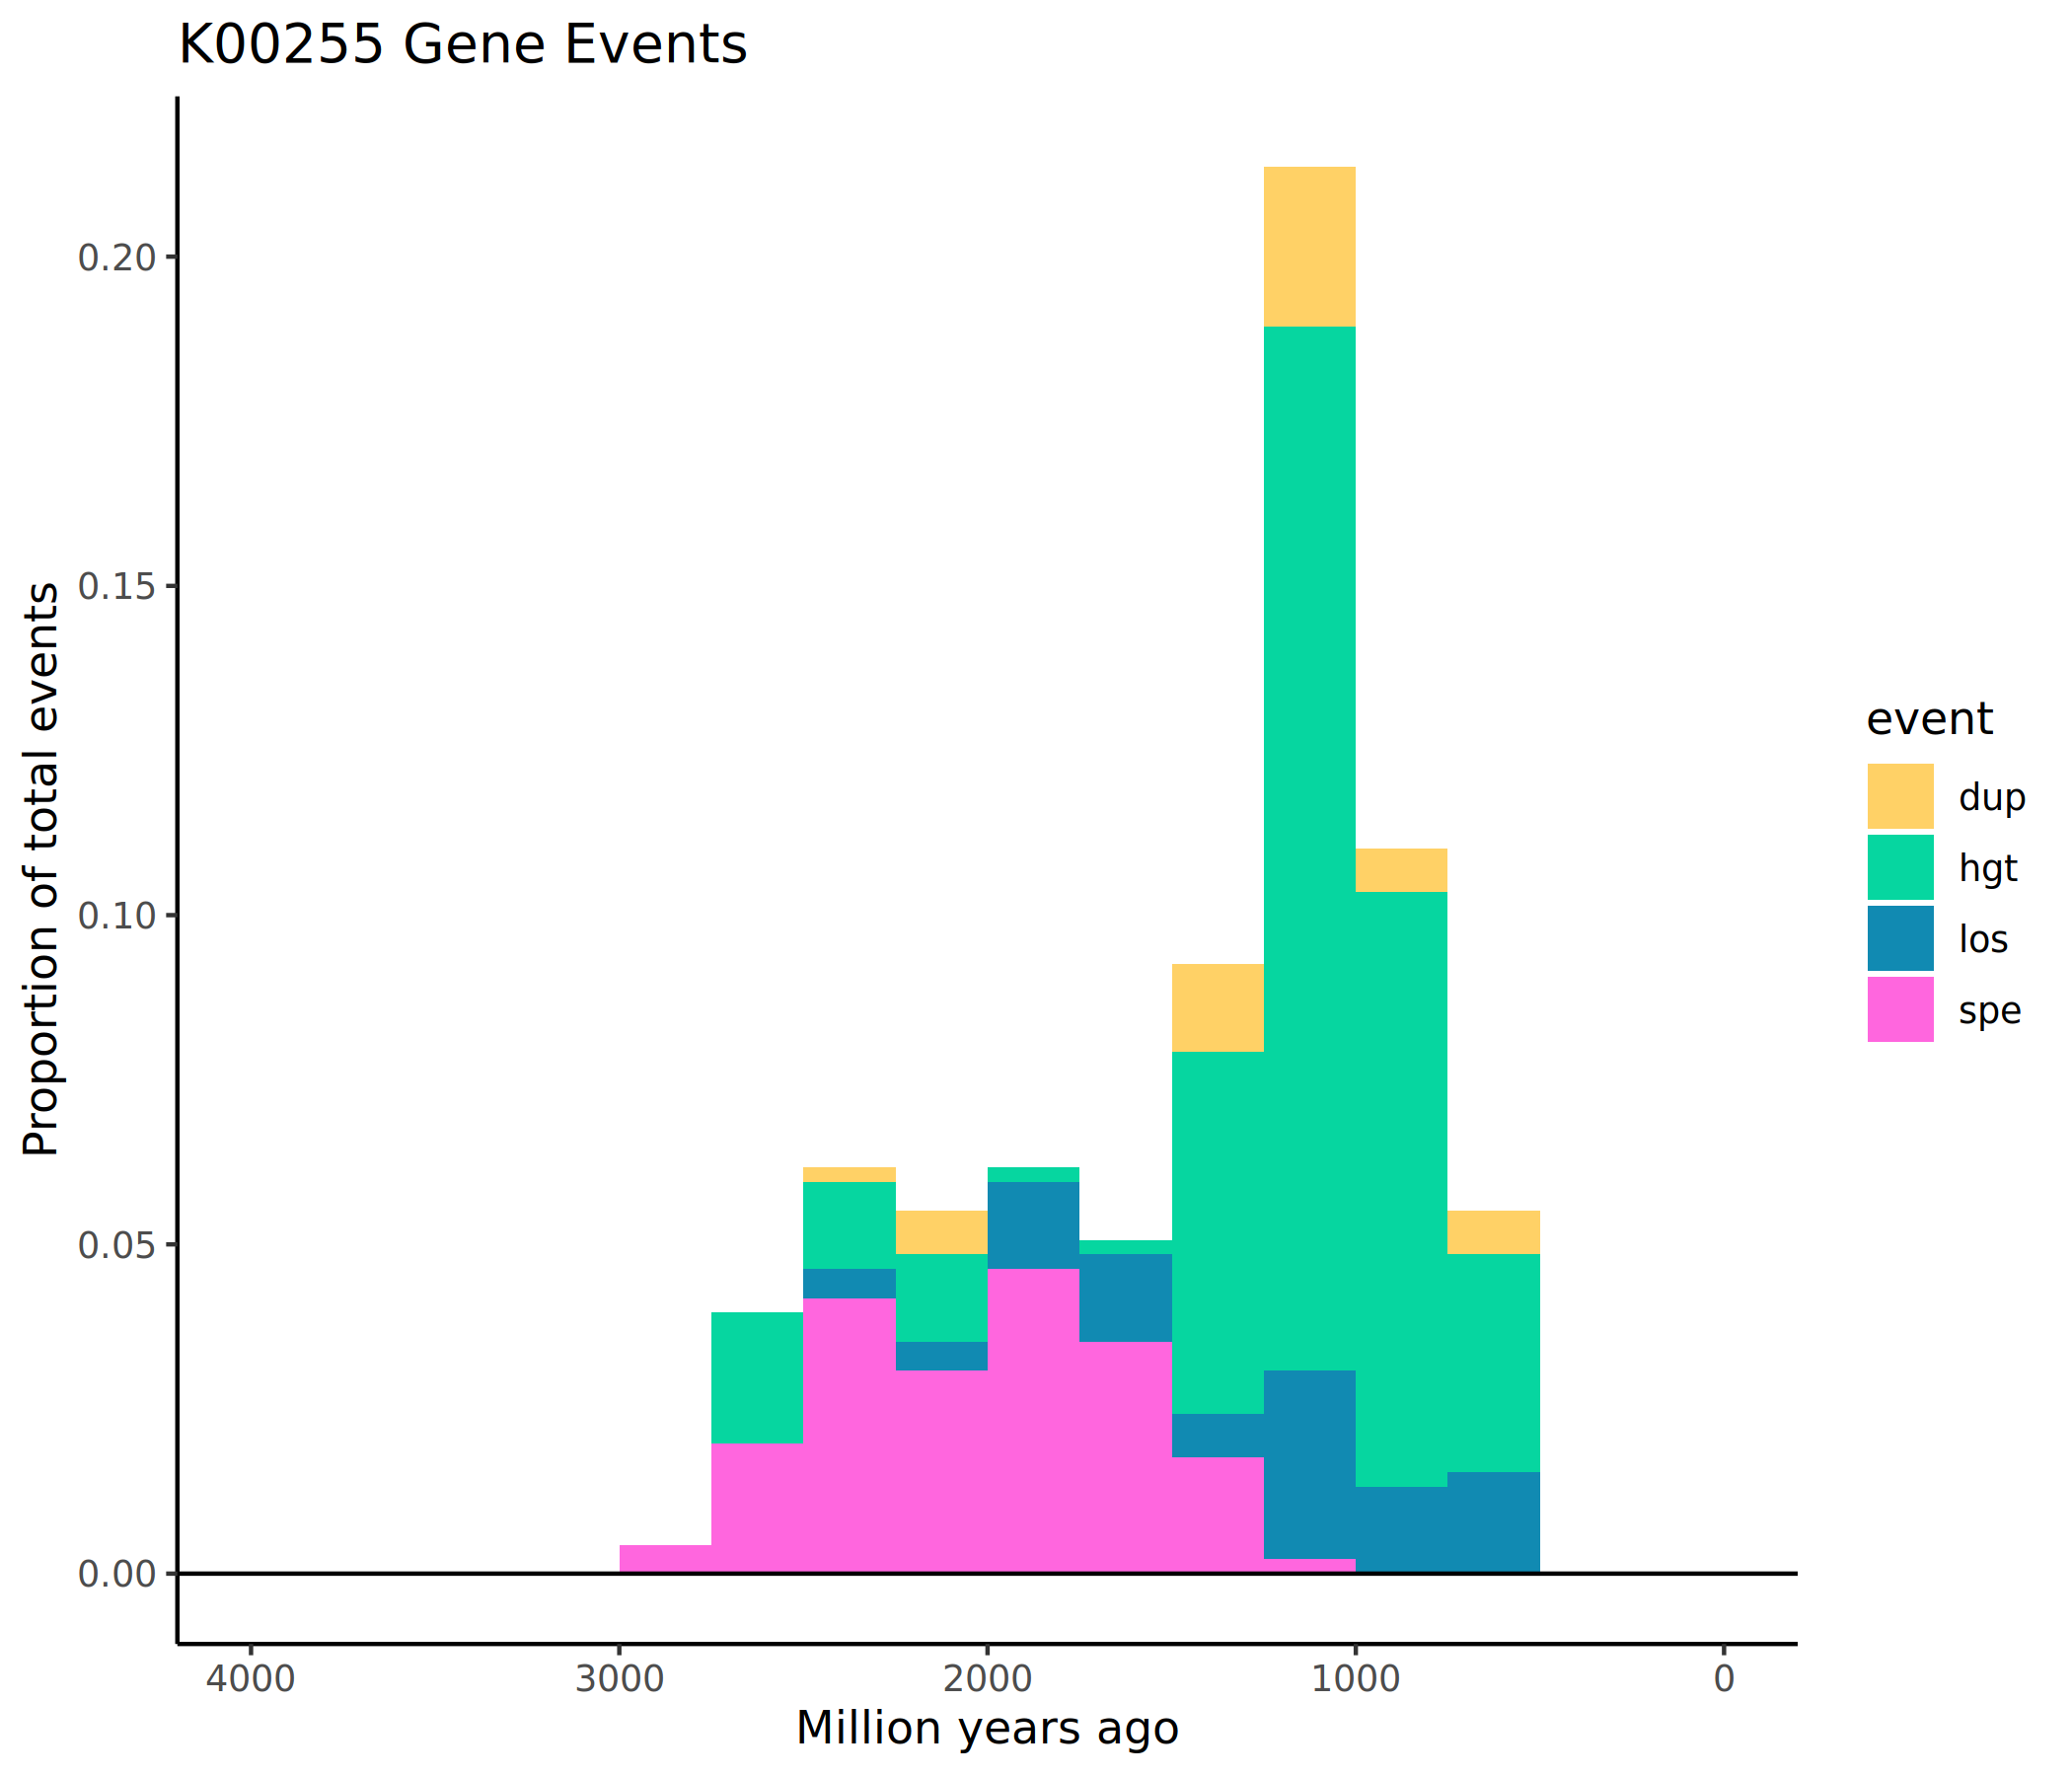 K00255 Gene Events
Proportion of total events
0.20
0.15
0.10
0.05
0.00
4000 3000 2000 1000 0
Million years ago
event
dup
hgt
los
spe